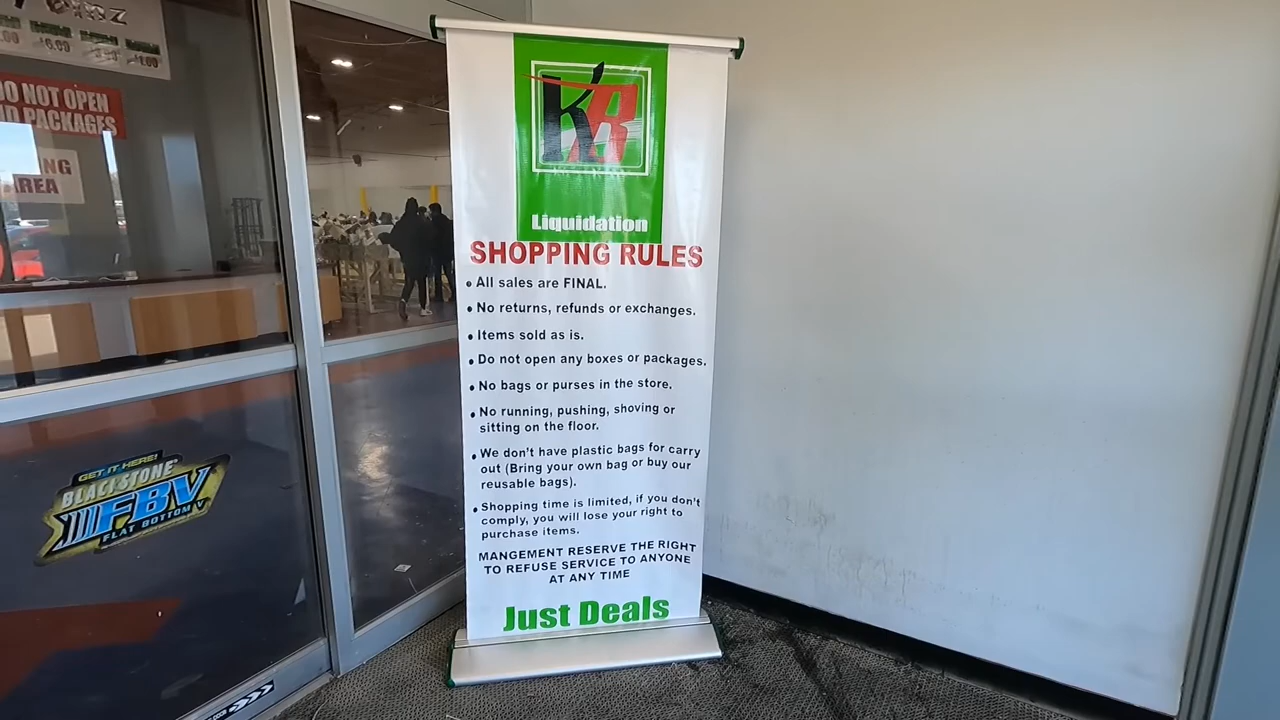 DO NOT OPEN
PACKAGES
NG
AREA
GET IT HERE!
BLACKSTONE
FBV
FLAT BOTTOM V
KR
Liquidation
SHOPPING RULES
• All sales are FINAL.
• No returns, refunds or exchanges.
• Items sold as is.
• Do not open any boxes or packages.
• No bags or purses in the store.
• No running, pushing, shoving or
sitting on the floor.
• We don't have plastic bags for carry
out (Bring your own bag or buy our
reusable bags).
• Shopping time is limited, if you don't
comply, you will lose your right to
purchase items.
MANGEMENT RESERVE THE RIGHT
TO REFUSE SERVICE TO ANYONE
AT ANY TIME
Just Deals